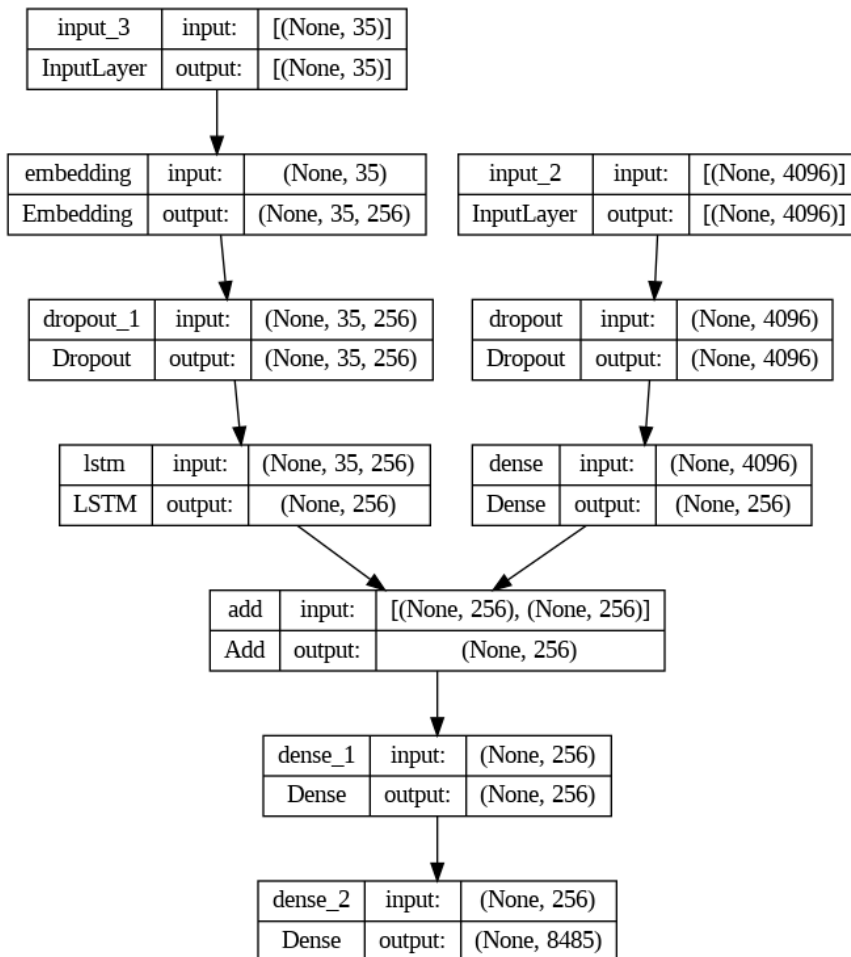 input_3 input: [(None, 35)]
InputLayer output: [(None, 35)]
embedding input: (None, 35)
Embedding output: (None, 35, 256)
input_2 input: [(None, 4096)]
InputLayer output: [(None, 4096)]
dropout_1 input: (None, 35, 256)
Dropout output: (None, 35, 256)
dropout input: (None, 4096)
Dropout output: (None, 4096)
lstm input: (None, 35, 256)
LSTM output: (None, 256)
dense input: (None, 4096)
Dense output: (None, 256)
add input: [(None, 256), (None, 256)]
Add output: (None, 256)
dense_1 input: (None, 256)
Dense output: (None, 256)
dense_2 input: (None, 256)
Dense output: (None, 8485)